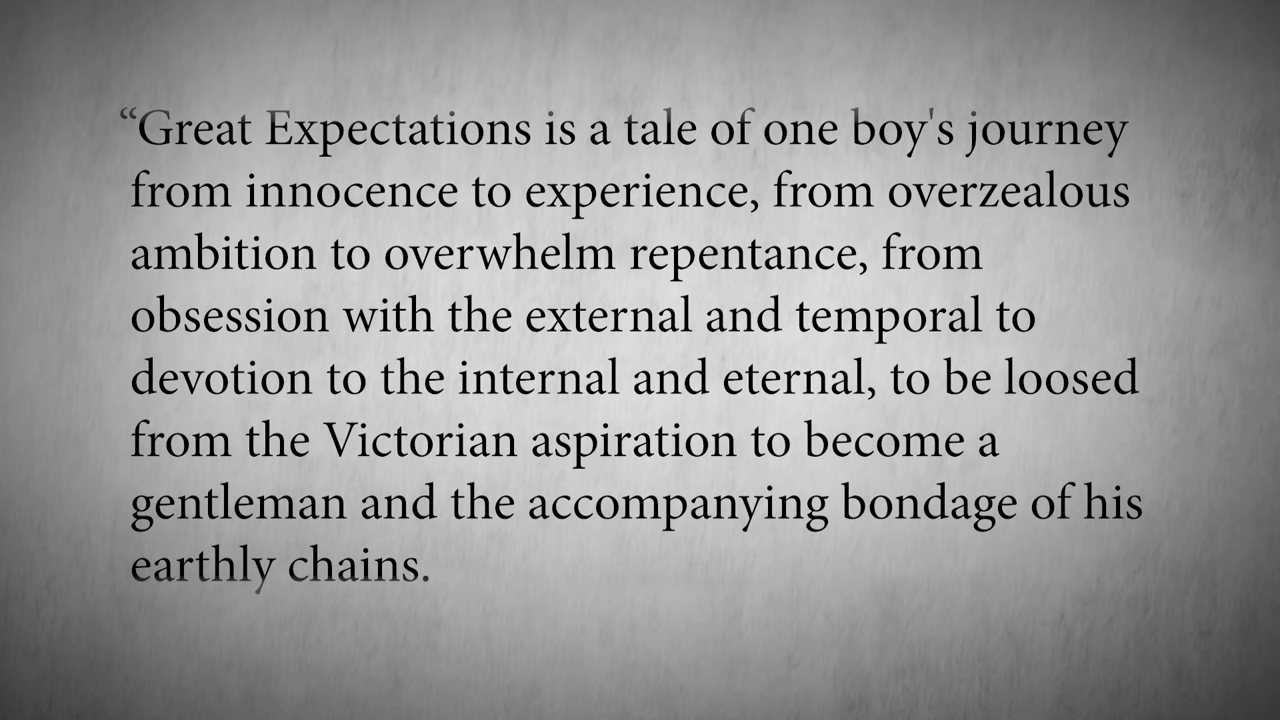 “Great Expectations is a tale of one boy's journey
from innocence to experience, from overzealous
ambition to overwhelm repentance, from
obsession with the external and temporal to
devotion to the internal and eternal, to be loosed
from the Victorian aspiration to become a
gentleman and the accompanying bondage of his
earthly chains.